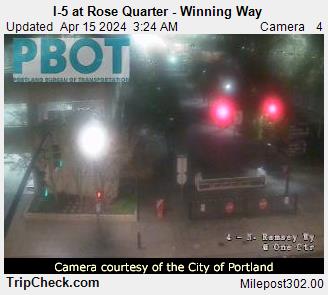 I-5 at Rose Quarter - Winning Way
Updated Apr 15 2024 3:24 AM Camera 4
PBOT
PORTLAND BUREAU OF TRANSPORTATION
4 - N. Ramsey Wy
@ One Ctr
Camera courtesy of the City of Portland
TripCheck.com Milepost302.00